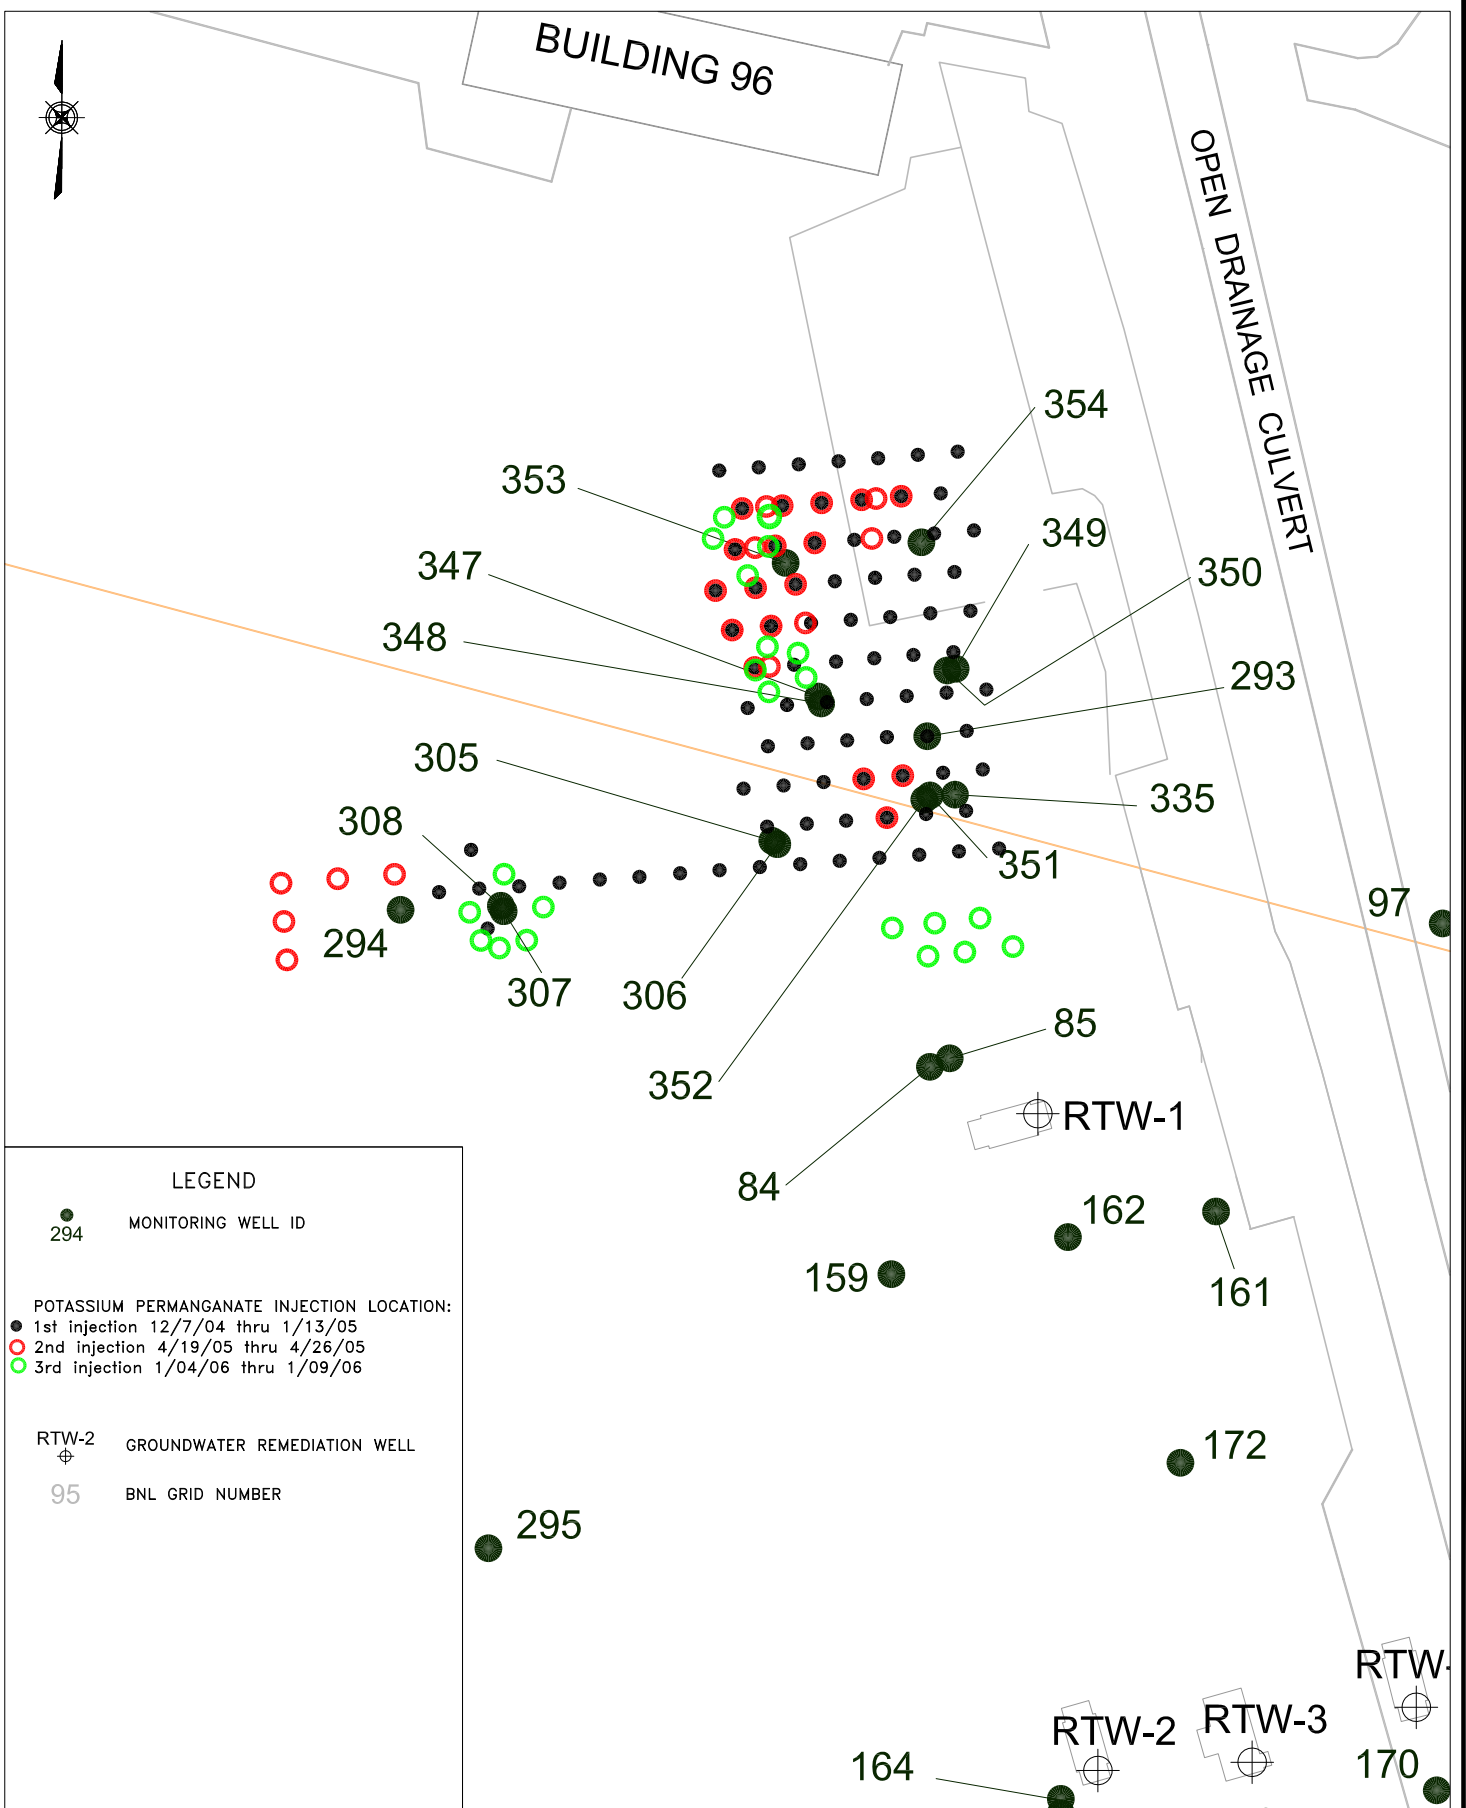 BUILDING 96
OPEN DRAINAGE CULVERT
354
353
349
347
350
348
293
305
335
308
351
97
294
307
306
85
352
RTW-1
84
162
159
161
LEGEND
294
MONITORING WELL ID
POTASSIUM PERMANGANATE INJECTION LOCATION:
1st injection 12/7/04 thru 1/13/05
2nd injection 4/19/05 thru 4/26/05
3rd injection 1/04/06 thru 1/09/06
RTW-2
GROUNDWATER REMEDIATION WELL
95
BNL GRID NUMBER
172
295
RTW-
RTW-2
RTW-3
164
170